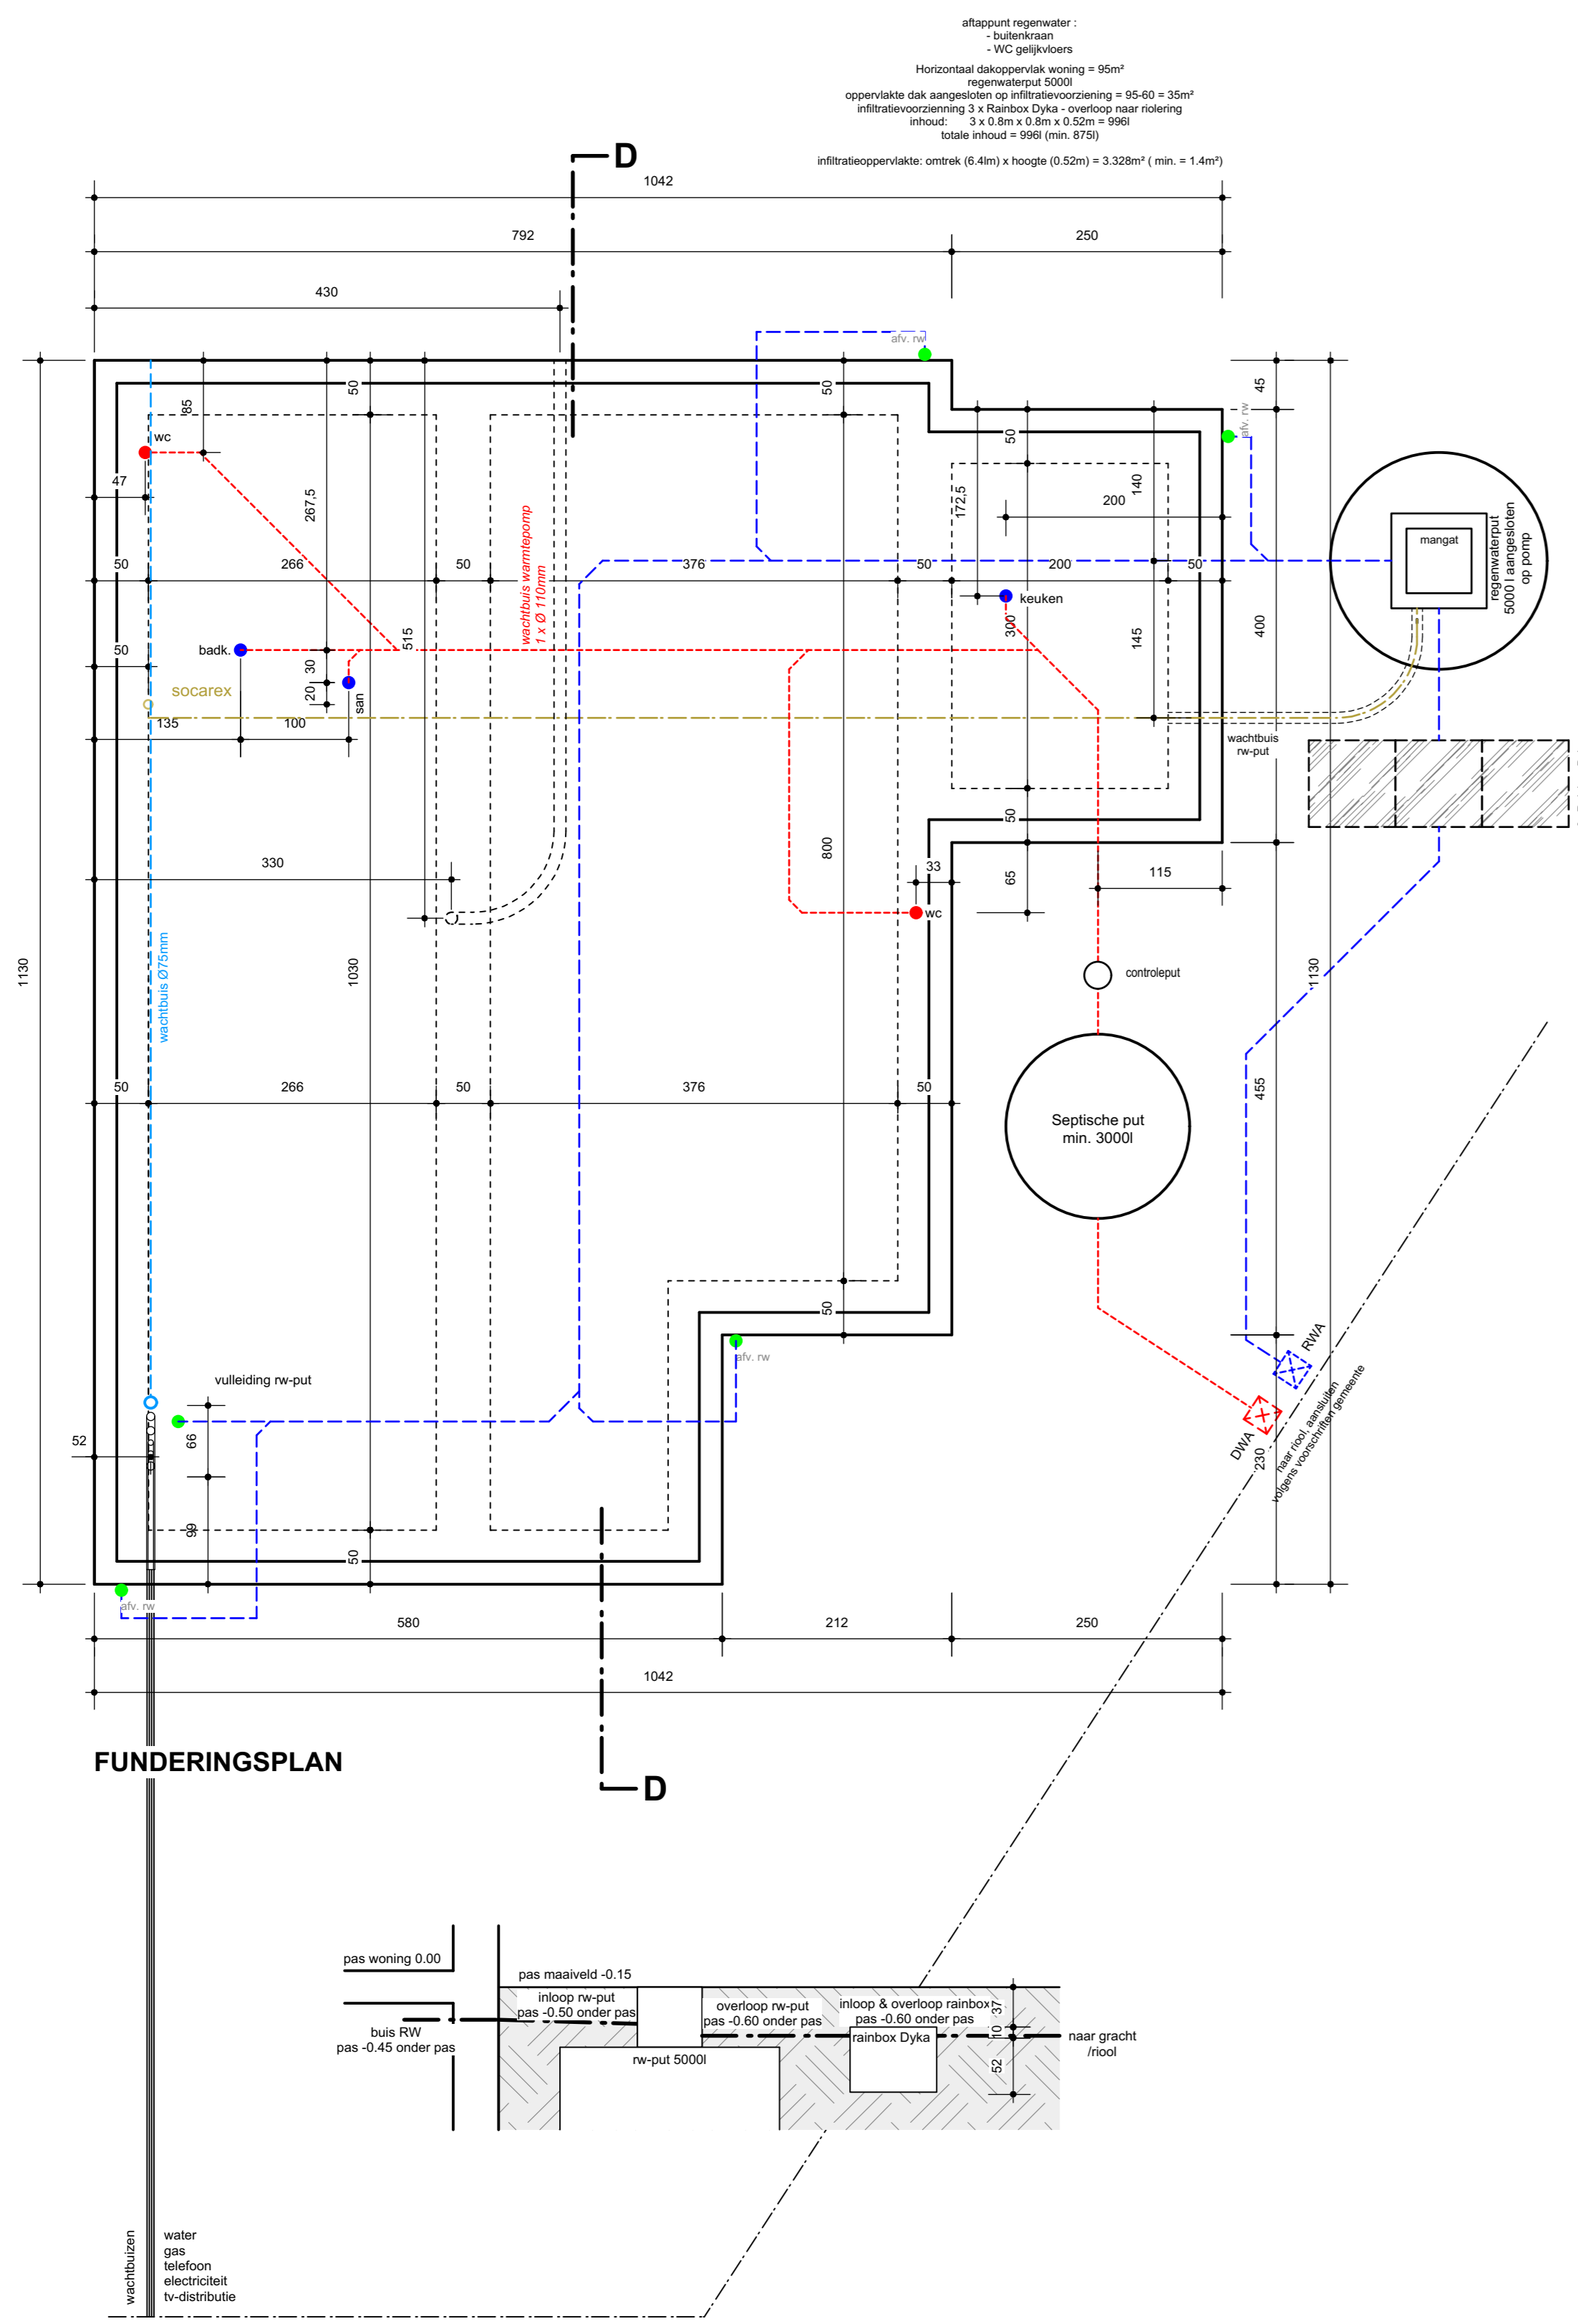 aftappunt regenwater :
- buitenkraan
- WC gelijkvloers
Horizontaal dakoppervlak woning = 95m²
regenwaterput 5000l
oppervlakte dak aangesloten op infiltratievoorziening = 95-60 = 35m²
infiltratievoorzienning 3 x Rainbox Dyka - overloop naar riolering
inhoud: 3 x 0.8m x 0.8m x 0.52m = 996l
totale inhoud = 996l (min. 875l)
infiltratieoppervlakte: omtrek (6.4lm) x hoogte (0.52m) = 3.328m² ( min. = 1.4m²)
D
1042
792
250
430
afv. rw
50
50
45
85
afv. rw
wc
50
47
267,5
172,5
140
200
wachtbuis warmtepomp
1 x Ø 110mm
mangat
regenwaterput
5000 l aangesloten
op pomp
50
266
50
376
50
200
50
keuken
300
400
515
145
badk.
50
30
socarex
20
san
135
100
wachtbuis
rw-put
50
800
330
33
65
115
wc
1130
wachtbuis Ø75mm
1030
1130
controleput
50
266
50
376
50
455
Septische put
min. 3000l
50
afv. rw
RWA
vulleiding rw-put
DWA
naar riool, aansluiten
volgens voorschriften gemeente
66
52
230
99
50
afv. rw
580
212
250
1042
FUNDERINGSPLAN
D
pas woning 0.00
pas maaiveld -0.15
inloop rw-put
pas -0.50 onder pas
overloop rw-put
pas -0.60 onder pas
inloop & overloop rainbox
pas -0.60 onder pas
37
10
buis RW
pas -0.45 onder pas
rainbox Dyka
naar gracht
/riool
rw-put 5000l
52
wachtbuizen
water
gas
telefoon
electriciteit
tv-distributie